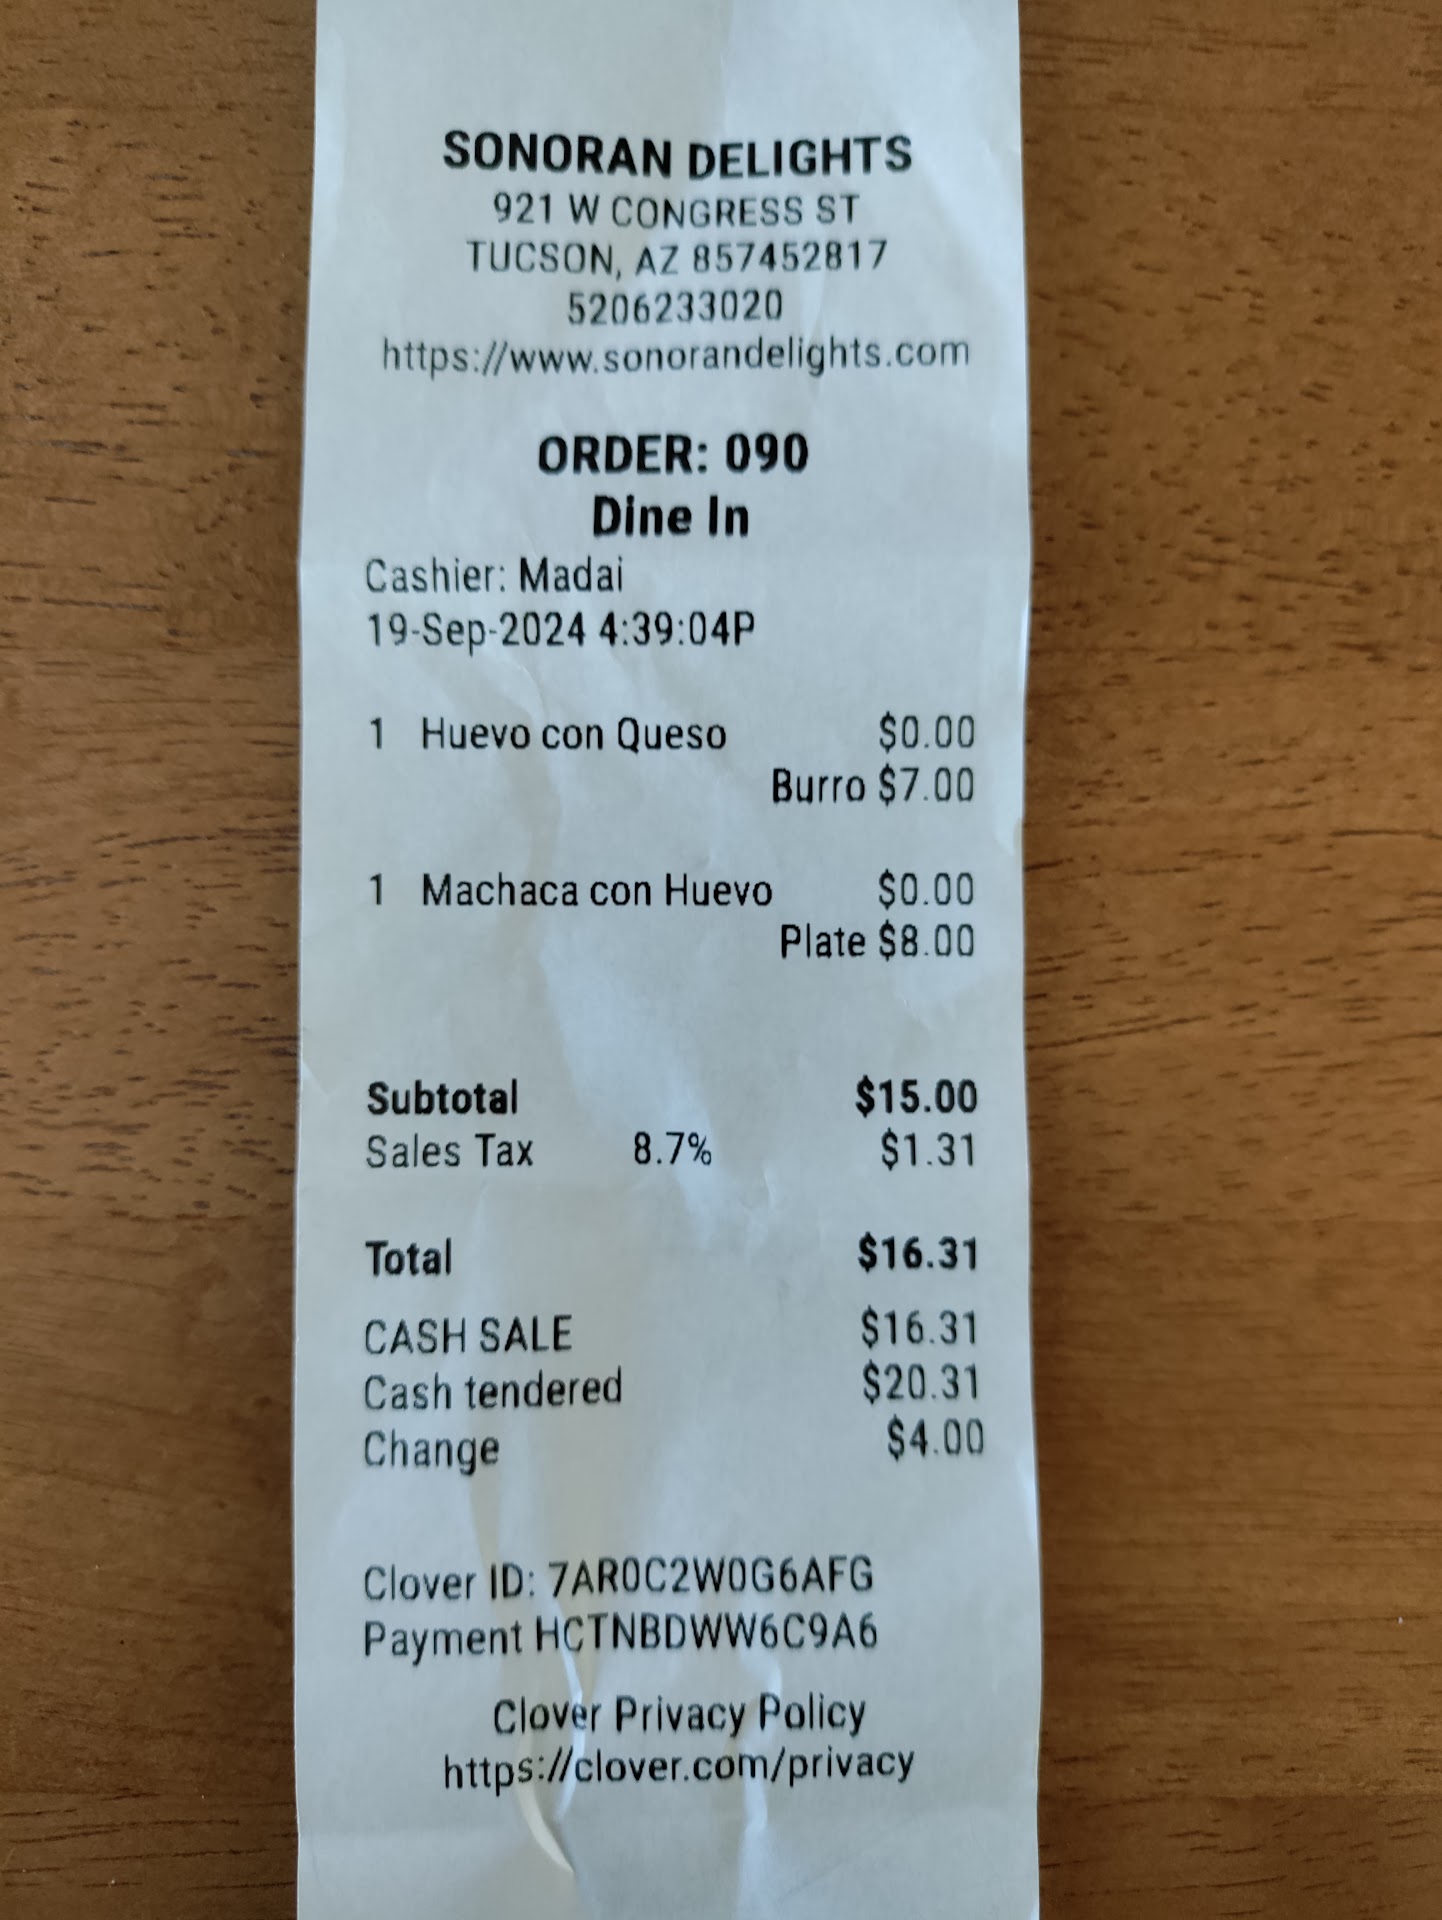 SONORAN DELIGHTS
921 W CONGRESS ST
TUCSON, AZ 857452817
5206233020
https://www.sonorandelights.com
ORDER: 090
Dine In
Cashier: Madai
19-Sep-2024 4:39:04P
1 Huevo con Queso $0.00
Burro $7.00
1 Machaca con Huevo $0.00
Plate $8.00
Subtotal $15.00
Sales Tax 8.7% $1.31
Total $16.31
CASH SALE $16.31
Cash tendered $20.31
Change $4.00
Clover ID: 7AR0C2W0G6AFG
Payment HCTNBDWW6C9A6
Clover Privacy Policy
https://clover.com/privacy